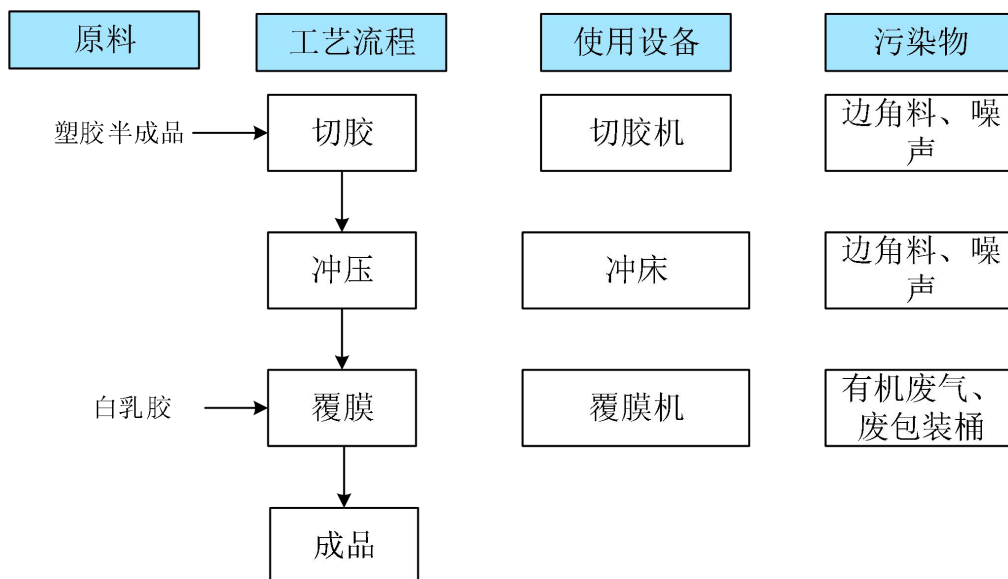 原料
工艺流程
使用设备
污染物
塑胶半成品
切胶
切胶机
边角料、噪
声
冲压
冲床
边角料、噪
声
白乳胶
覆膜
覆膜机
有机废气、
废包装桶
成品